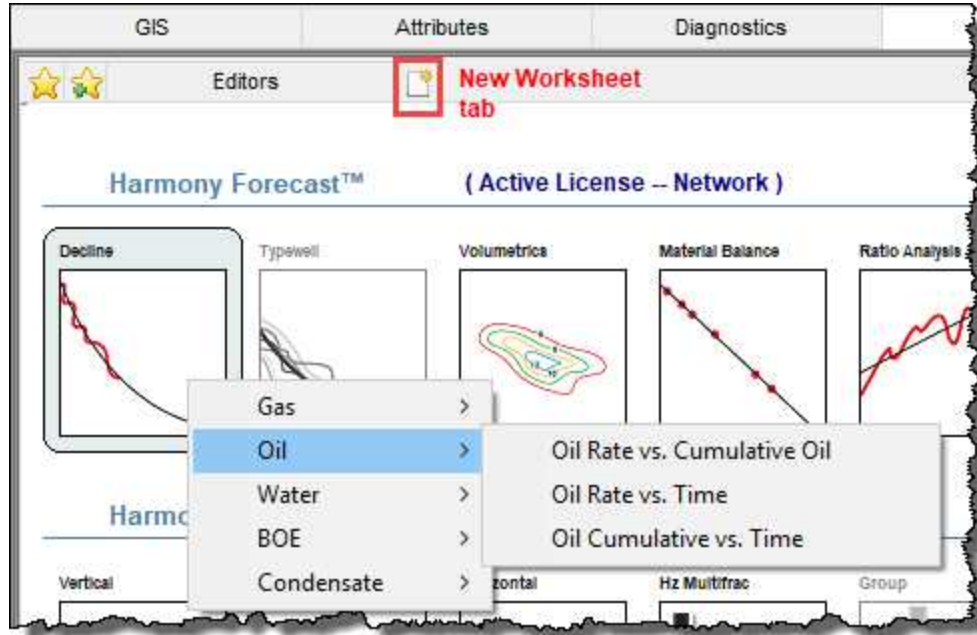 GIS Attributes Diagnostics
Editors New Worksheet
tab
Harmony Forecast™ ( Active License -- Network )
Decline Typewell Volumetrics Material Balance Ratio Analysis
Gas >
Oil > Oil Rate vs. Cumulative Oil
Water > Oil Rate vs. Time
Harmo
BOE > Oil Cumulative vs. Time
Condensate >
Vertical zontal Hz Multifrac Group